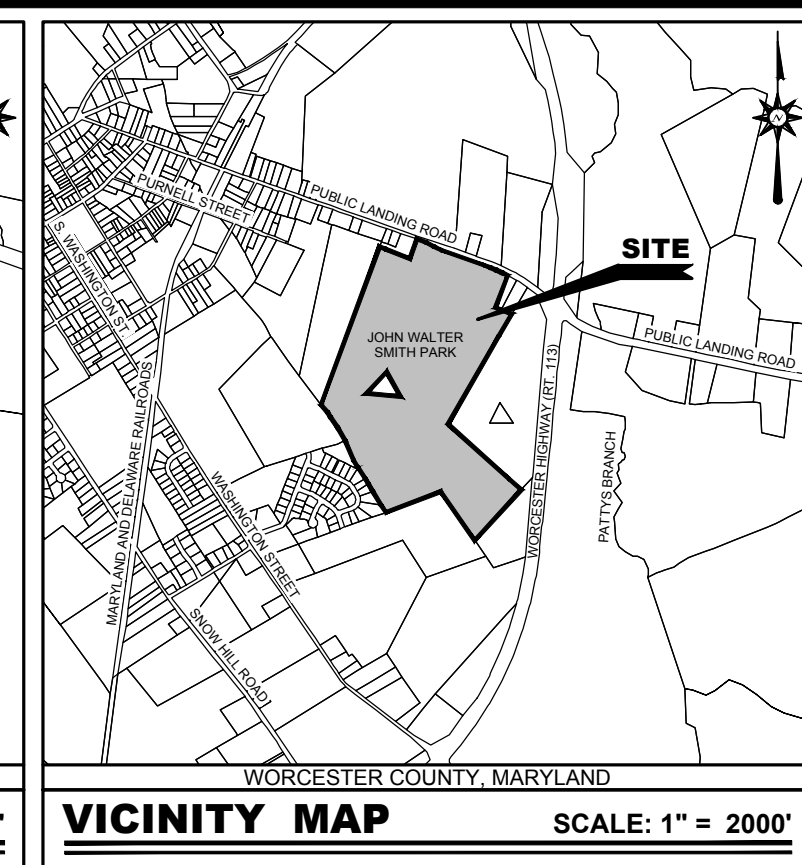 N
PURNELL STREET
PUBLIC LANDING ROAD
S. WASHINGTON ST.
SITE
JOHN WALTER
SMITH PARK
PUBLIC LANDING ROAD
MARYLAND AND DELAWARE RAILROADS
WORCESTER HIGHWAY (RT. 113)
PATTYS BRANCH
WASHINGTON STREET
SNOW HILL ROAD
WORCESTER COUNTY, MARYLAND
VICINITY MAP
SCALE: 1" = 2000'
'